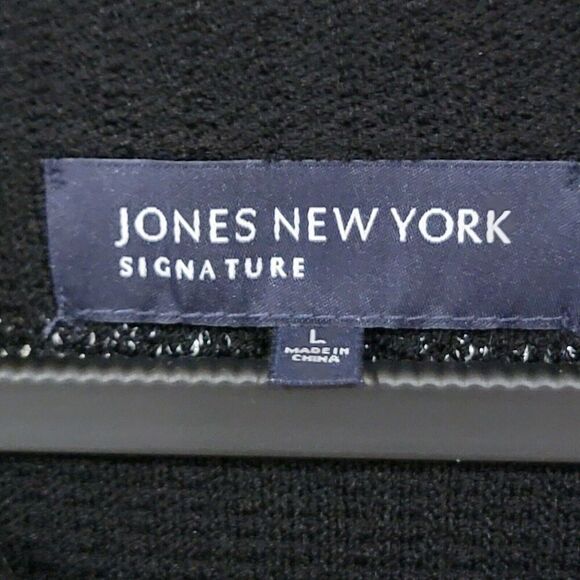 JONES NEW YORK
SIGNATURE
L
MADE IN
CHINA